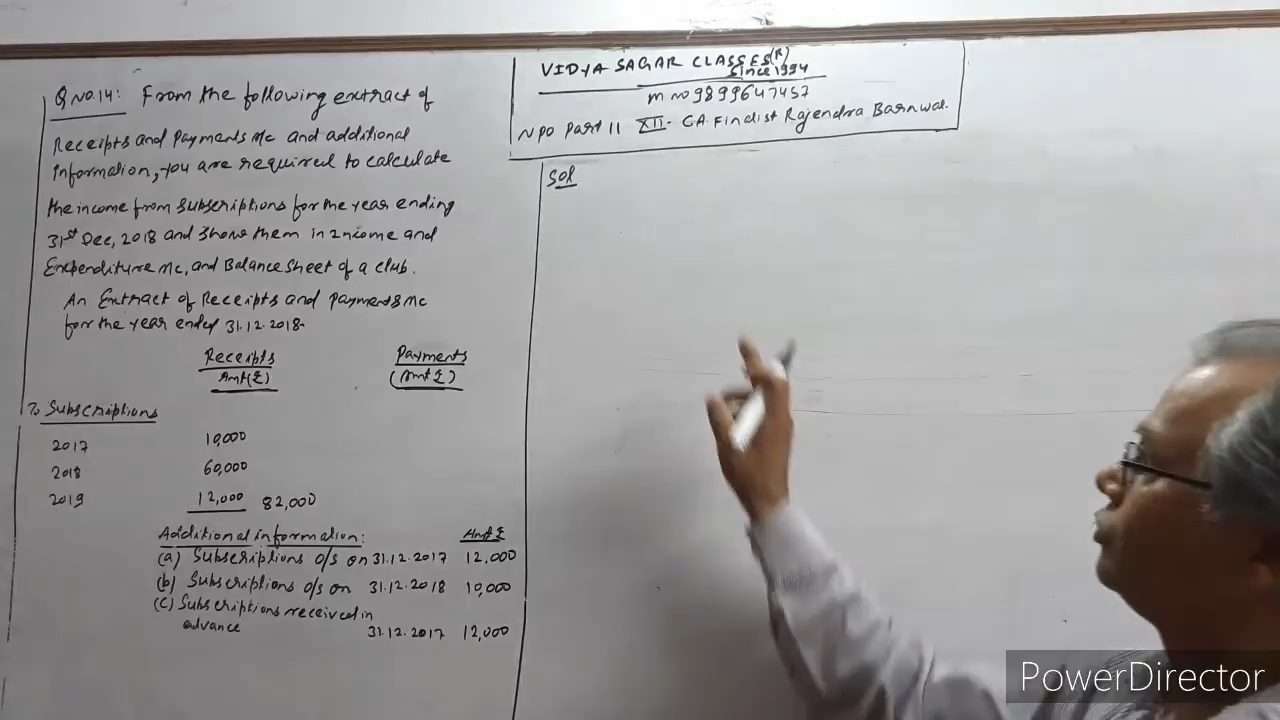 Q No.14: From the following extract of
Receipts and Payments A/c and additional
information, you are required to calculate
the income from subscriptions for the year ending
31st Dec, 2018 and show them in Income and
Expenditure A/c, and Balance Sheet of a club.
An Extract of Receipts and Payments A/c
for the year ended 31.12.2018-
Receipts Payments
Amt(₹) (Amt ₹)
To Subscriptions
2017 10,000
2018 60,000
2019 12,000 82,000
Additional information: Amt ₹
(a) Subscriptions o/s on 31.12.2017 12,000
(b) Subscriptions o/s on 31.12.2018 10,000
(c) Subscriptions received in
advance 31.12.2017 12,000
VIDYA SAGAR CLASSES(R)
Since 1994
M no 9899647457
NPO Part 11 XII- CA Finalist Rajendra Barnwal.
Sol
PowerDirector